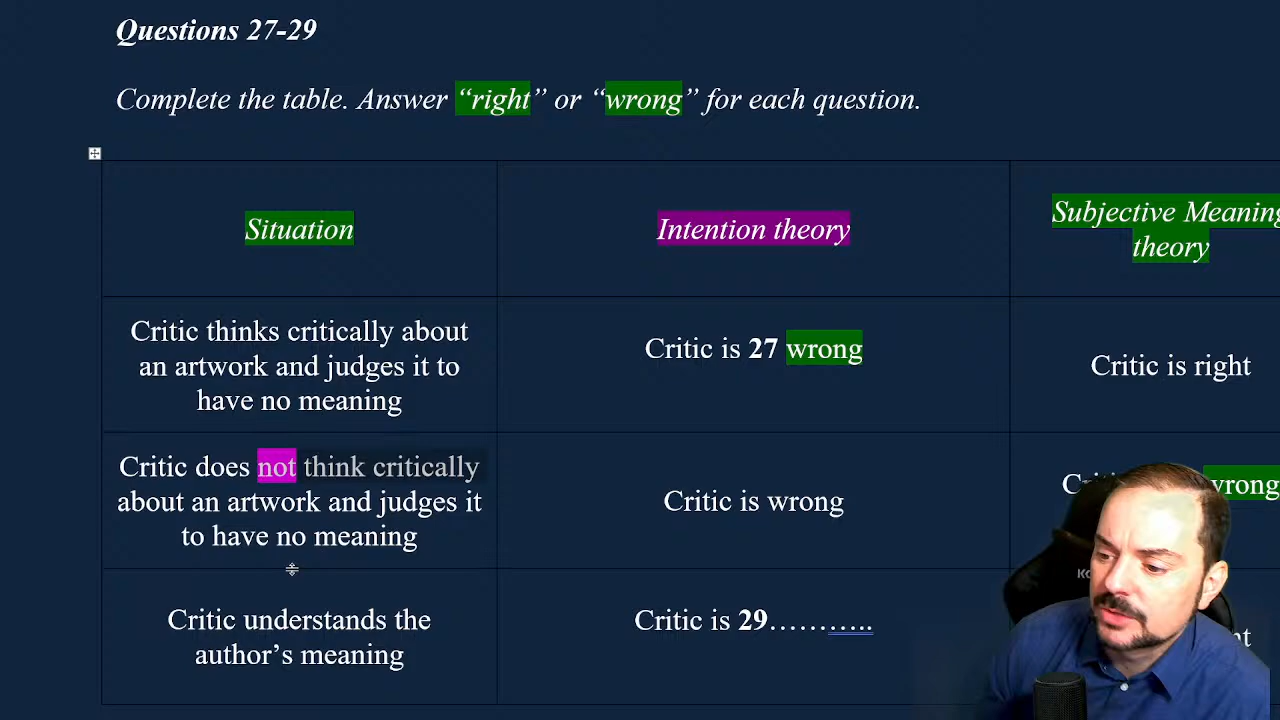 Questions 27-29
Complete the table. Answer “right” or “wrong” for each question.
Situation
Intention theory
Subjective Meaning
theory
Critic thinks critically about
an artwork and judges it to
have no meaning
Critic is 27 wrong
Critic is right
Critic does not think critically
about an artwork and judges it
to have no meaning
Critic is wrong
wrong
Critic understands the
author’s meaning
Critic is 29………..